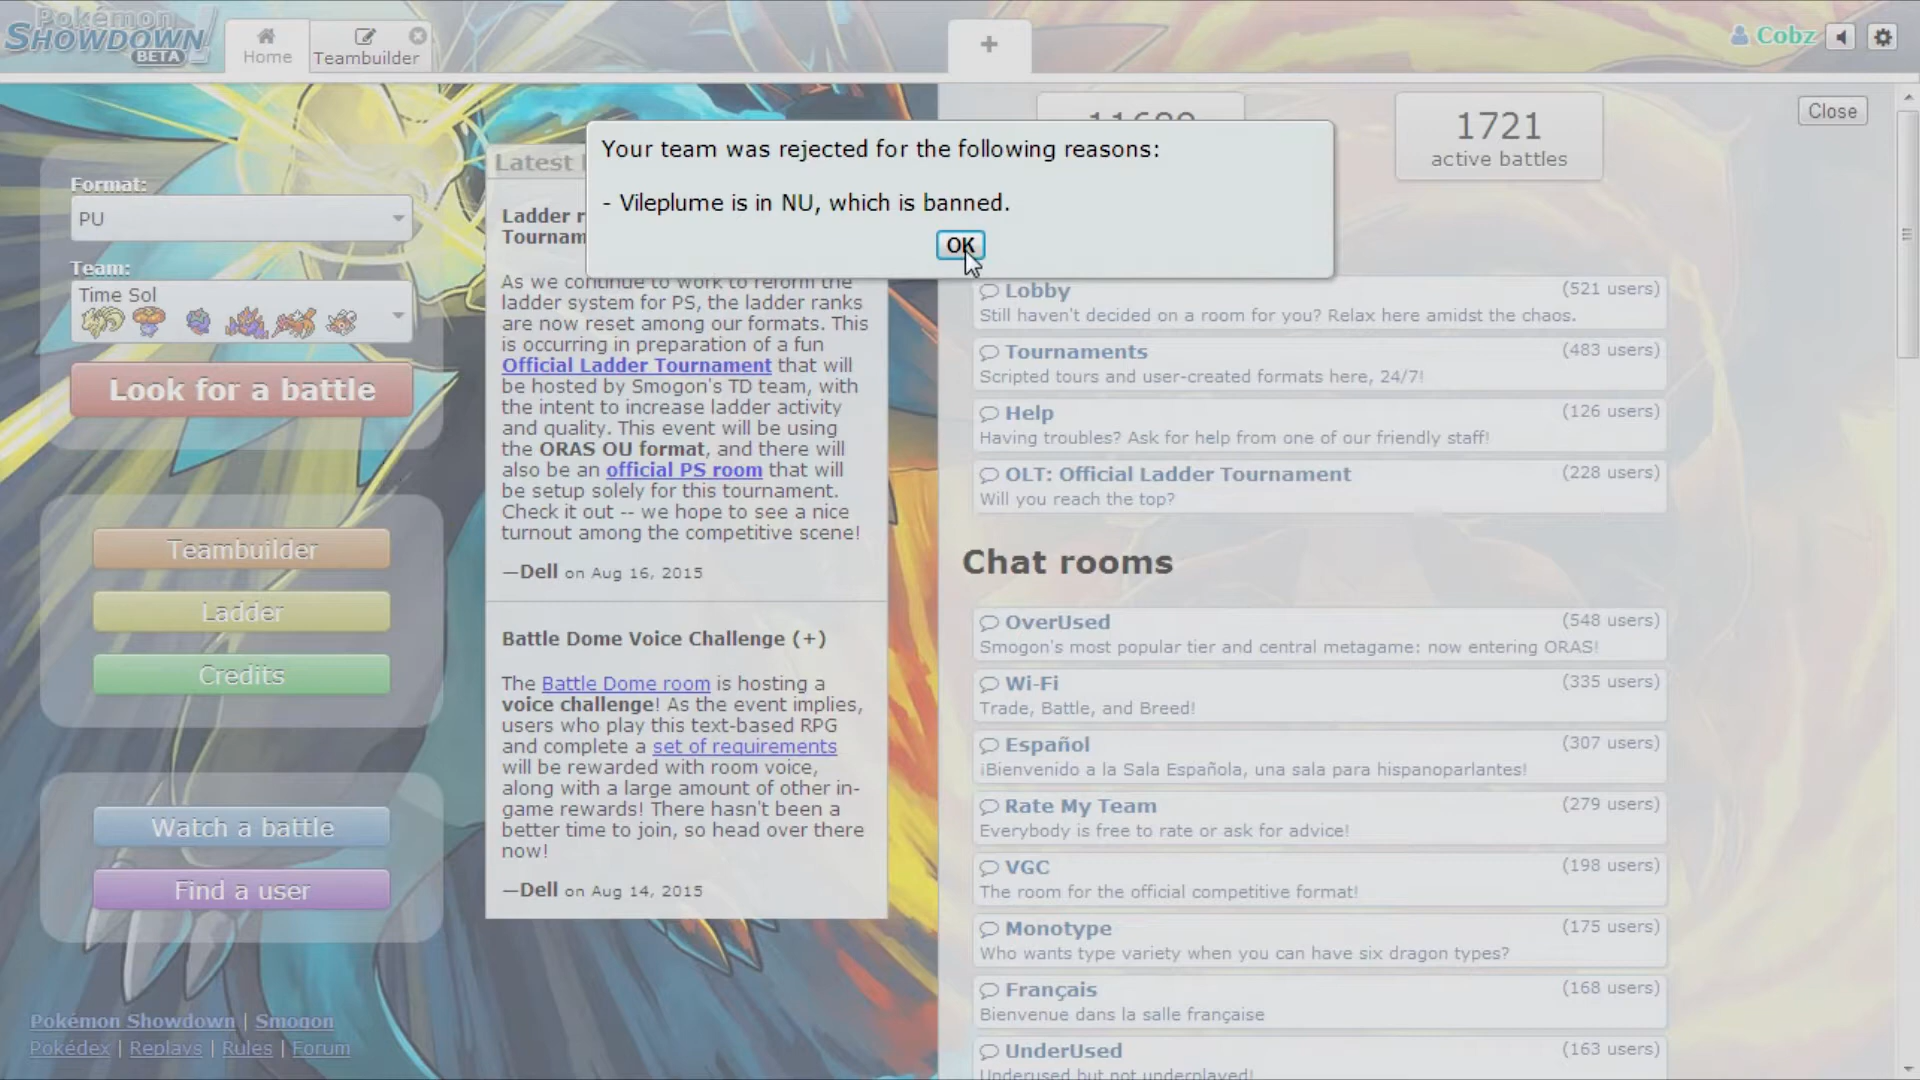 Pokémon
SHOWDOWN!
BETA
Home
Teambuilder
+
Cobz
Close
1721
active battles
Your team was rejected for the following reasons:
- Vileplume is in NU, which is banned.
OK
Format:
PU
Team:
Time Sol
Look for a battle
Teambuilder
Ladder
Credits
Watch a battle
Find a user
Pokémon Showdown | Smogon
Pokédex | Replays | Rules | Forum
Latest
Ladder r
Tournam
As we continue to work to reform the
ladder system for PS, the ladder ranks
are now reset among our formats. This
is occurring in preparation of a fun
Official Ladder Tournament that will
be hosted by Smogon's TD team, with
the intent to increase ladder activity
and quality. This event will be using
the ORAS OU format, and there will
also be an official PS room that will
be setup solely for this tournament.
Check it out -- we hope to see a nice
turnout among the competitive scene!
—Dell on Aug 16, 2015
Battle Dome Voice Challenge (+)
The Battle Dome room is hosting a
voice challenge! As the event implies,
users who play this text-based RPG
and complete a set of requirements
will be rewarded with room voice,
along with a large amount of other in-
game rewards! There hasn't been a
better time to join, so head over there
now!
—Dell on Aug 14, 2015
Lobby (521 users)
Still haven't decided on a room for you? Relax here amidst the chaos.
Tournaments (483 users)
Scripted tours and user-created formats here, 24/7!
Help (126 users)
Having troubles? Ask for help from one of our friendly staff!
OLT: Official Ladder Tournament (228 users)
Will you reach the top?
Chat rooms
OverUsed (548 users)
Smogon's most popular tier and central metagame: now entering ORAS!
Wi-Fi (335 users)
Trade, Battle, and Breed!
Español (307 users)
¡Bienvenido a la Sala Española, una sala para hispanoparlantes!
Rate My Team (279 users)
Everybody is free to rate or ask for advice!
VGC (198 users)
The room for the official competitive format!
Monotype (175 users)
Who wants type variety when you can have six dragon types?
Français (168 users)
Bienvenue dans la salle française
UnderUsed (163 users)
Underused but not underplayed!